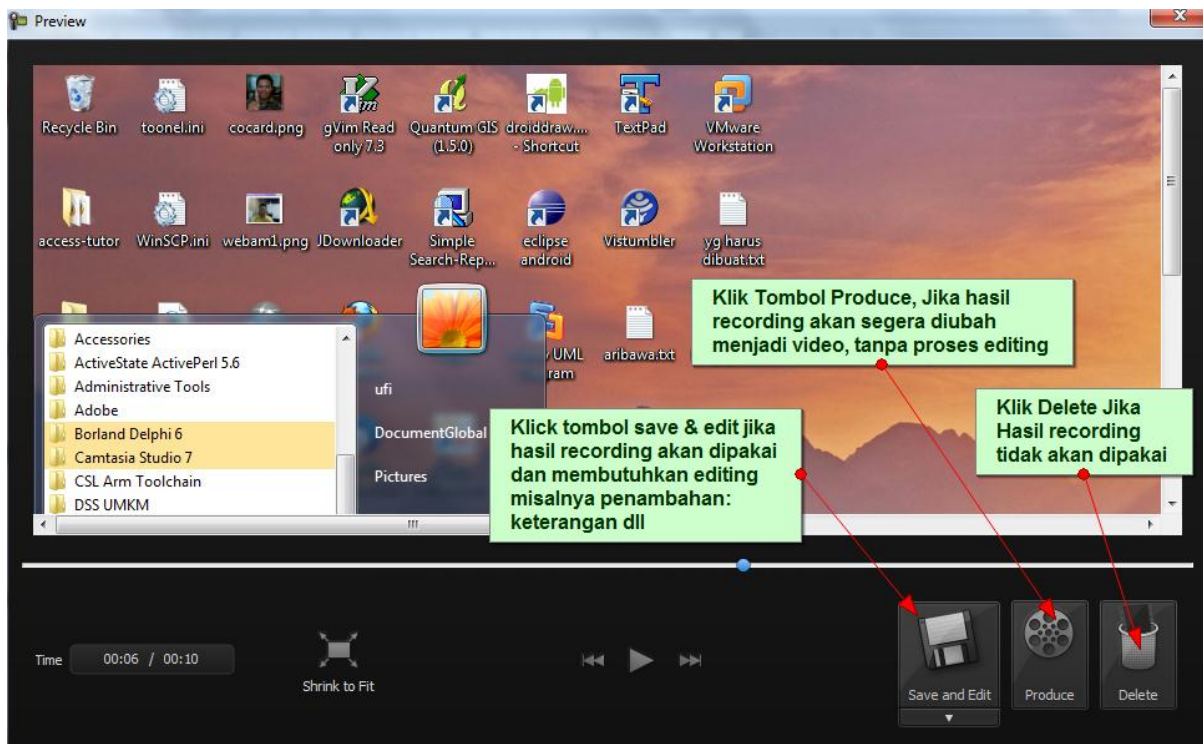 Preview
X
Recycle Bin
toonel.ini
cocard.png
gVim Read
only 7.3
Quantum GIS
(1.5.0)
droiddraw....
- Shortcut
TextPad
VMware
Workstation
access-tutor
WinSCP.ini
webam1.png
JDownloader
Simple
Search-Rep...
eclipse
android
Vistumbler
yg harus
dibuat.txt
Klik Tombol Produce, Jika hasil
recording akan segera diubah
menjadi video, tanpa proses editing
UML
ram
aribawa.txt
Accessories
ActiveState ActivePerl 5.6
Administrative Tools
Adobe
Borland Delphi 6
Camtasia Studio 7
CSL Arm Toolchain
DSS UMKM
ufi
DocumentGlobal
Pictures
Klick tombol save & edit jika
hasil recording akan dipakai
dan membutuhkan editing
misalnya penambahan:
keterangan dll
Klik Delete Jika
Hasil recording
tidak akan dipakai
Time
00:06 / 00:10
Shrink to Fit
Save and Edit
Produce
Delete